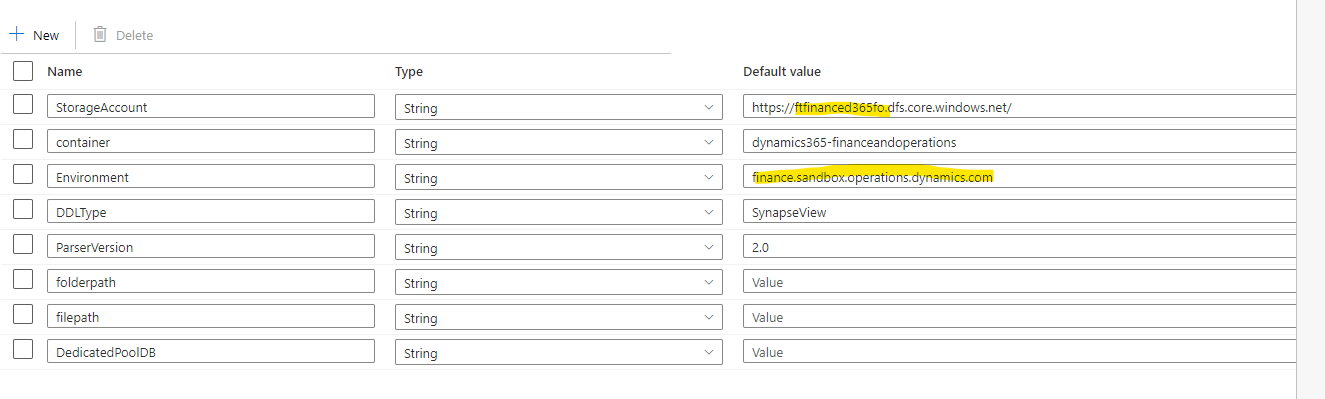 New Delete
Name Type Default value
StorageAccount String https://ftfinanced365fo.dfs.core.windows.net/
container String dynamics365-financeandoperations
Environment String finance.sandbox.operations.dynamics.com
DDLType String SynapseView
ParserVersion String 2.0
folderpath String Value
filepath String Value
DedicatedPoolDB String Value